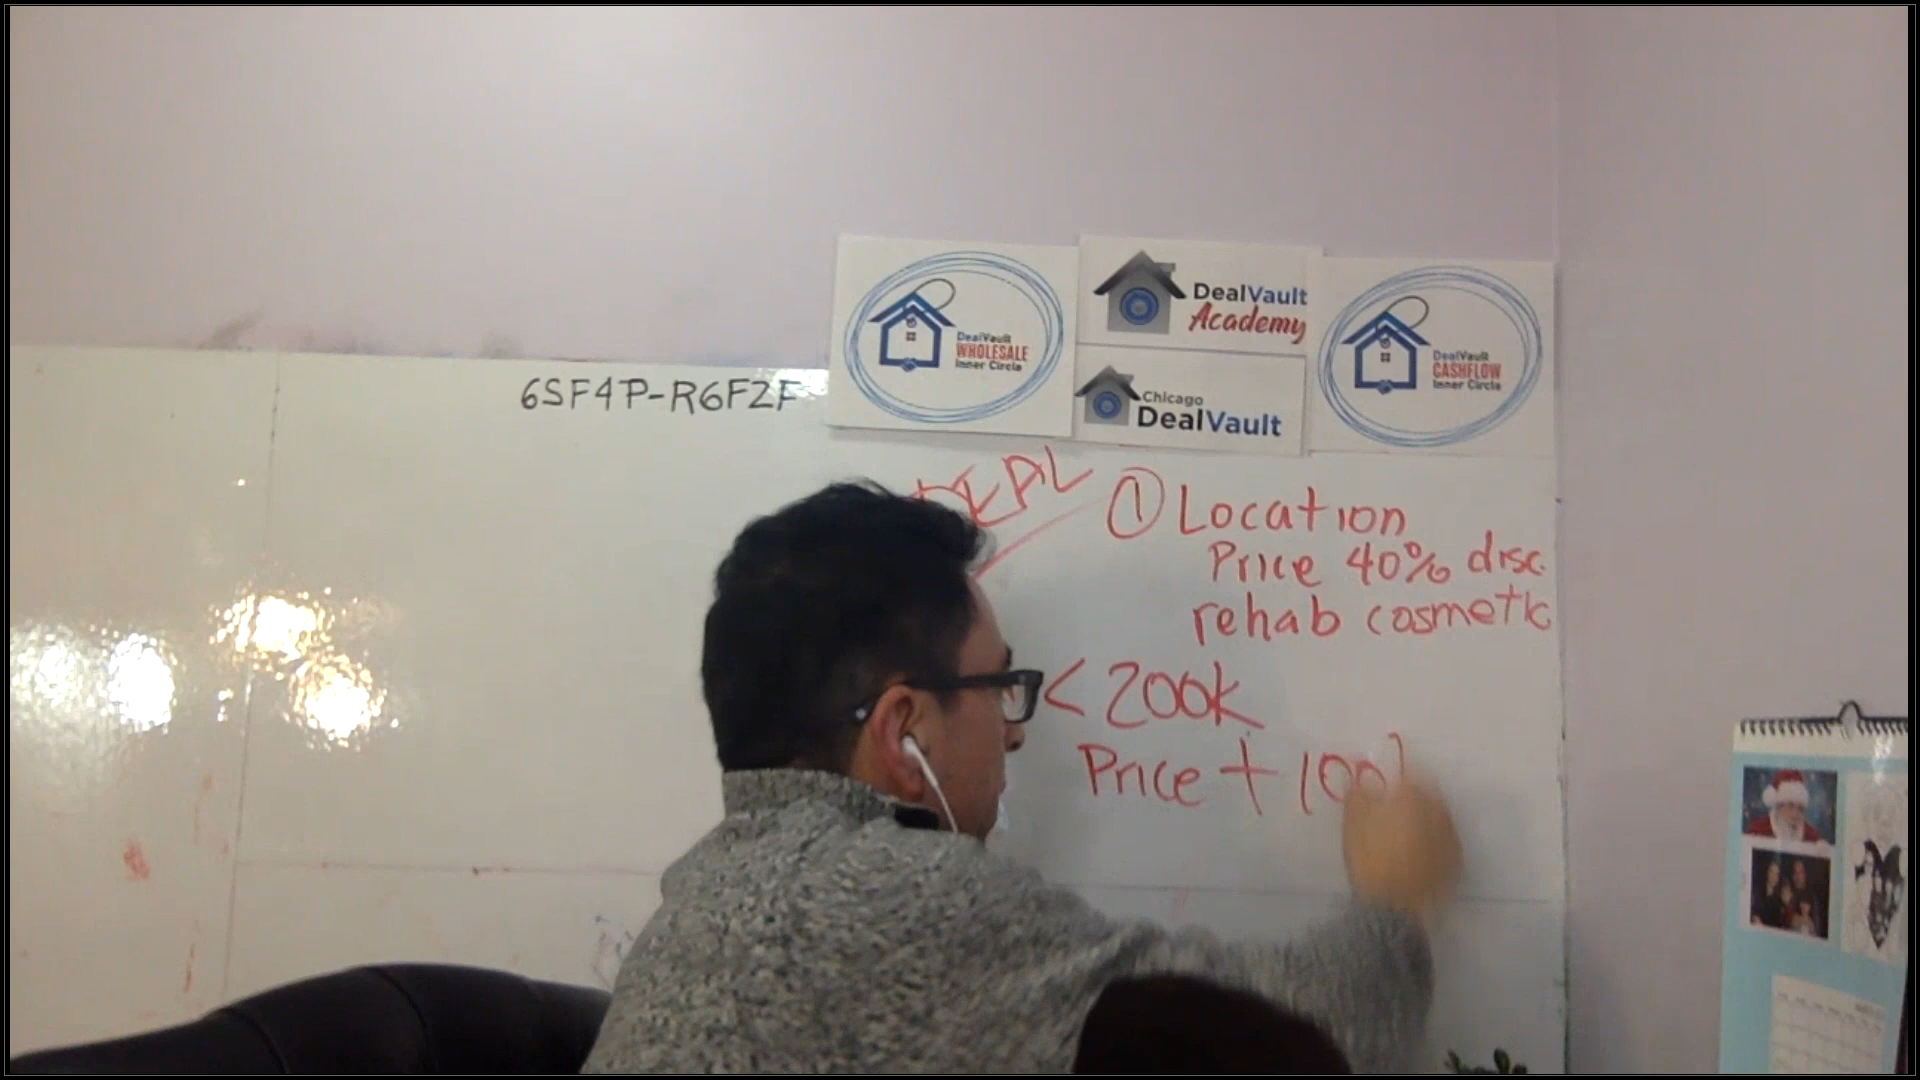 DealVault
WHOLESALE
Inner Circle
DealVault
Academy
Chicago
DealVault
DealVault
CASHFLOW
Inner Circle
6SF4P-R6F2F
DEAL
① Location
Price 40% disc.
rehab cosmetic
< 200k
Price + 100